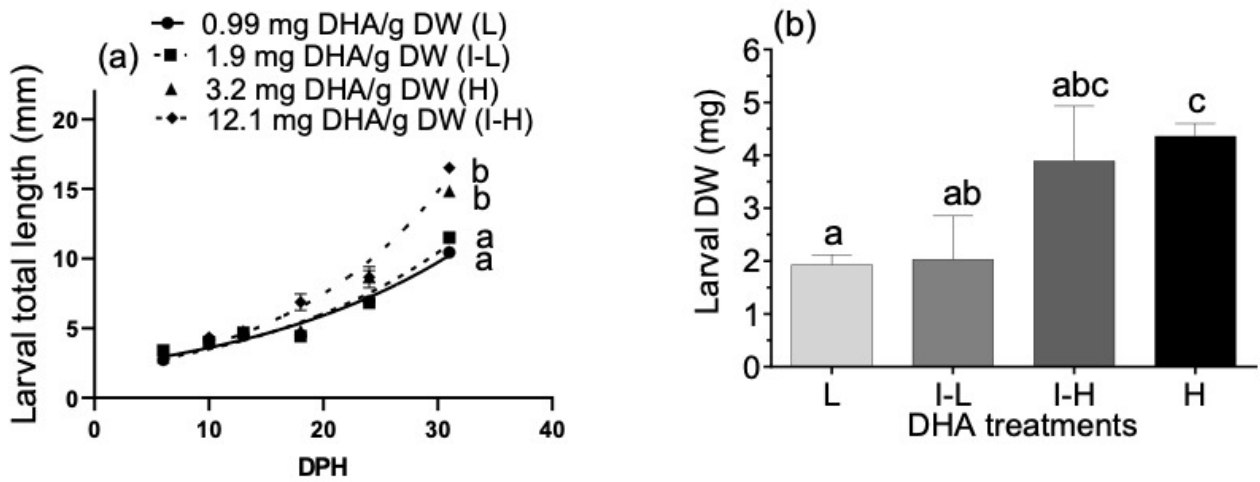 0.99 mg DHA/g DW (L)
(a) 1.9 mg DHA/g DW (I-L)
3.2 mg DHA/g DW (H)
12.1 mg DHA/g DW (I-H)
Larval total length (mm)
20
15
10
5
0
b
b
a
a
0 10 20 30 40
DPH
(b)
Larval DW (mg)
6
5
4
3
2
1
0
a
ab
abc
c
L I-L I-H H
DHA treatments